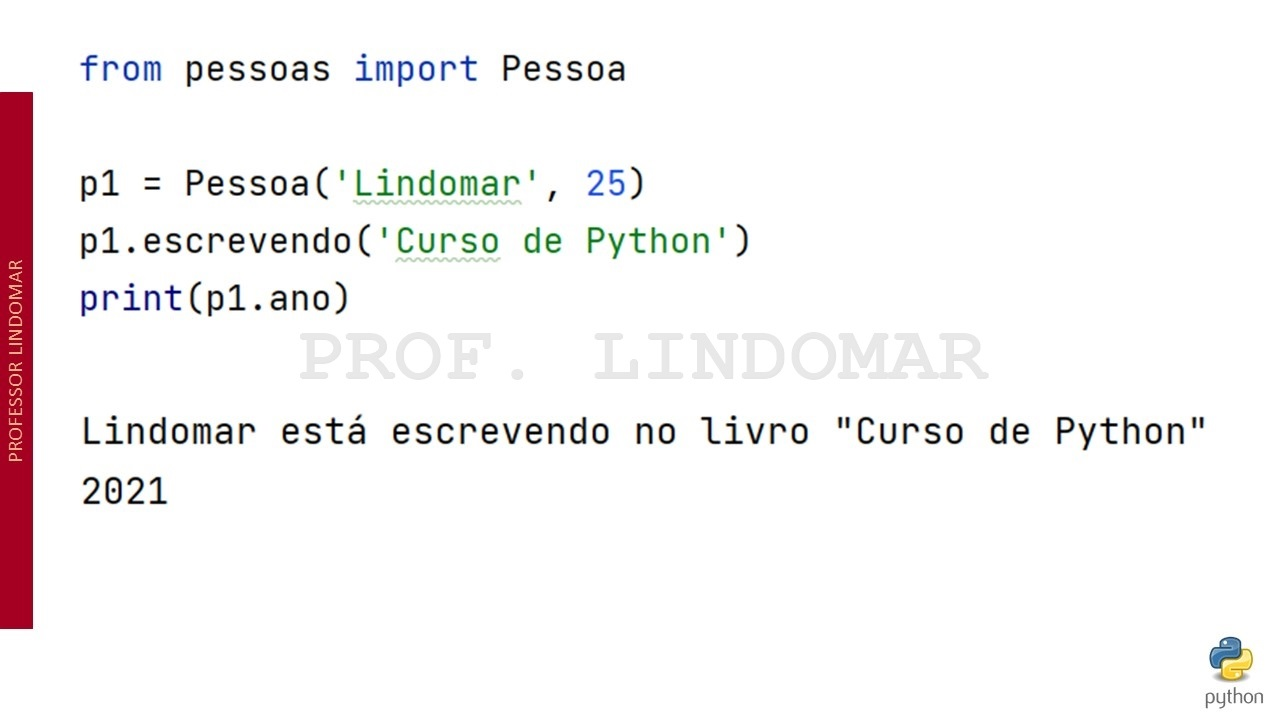 from pessoas import Pessoa
p1 = Pessoa('Lindomar', 25)
p1.escrevendo('Curso de Python')
print(p1.ano)
PROF. LINDOMAR
Lindomar está escrevendo no livro "Curso de Python"
2021
PROFESSOR LINDOMAR
python